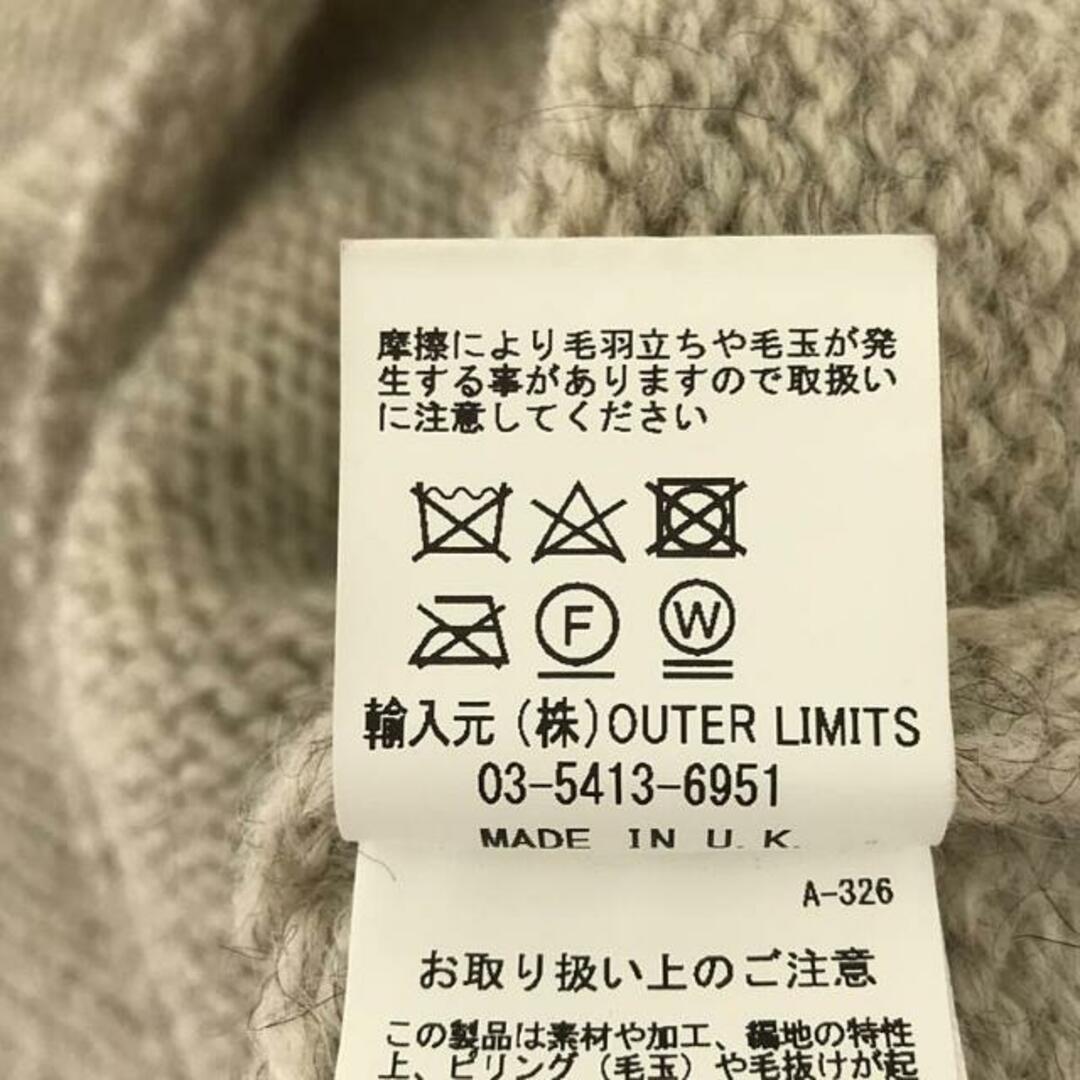 摩擦により毛羽立ちや毛玉が発
生する事がありますので取扱い
に注意してください
F W
輸入元(株)OUTER LIMITS
03-5413-6951
MADE IN U.K.
A-326
お取り扱い上のご注意
この製品は素材や加工、編地の特性
上、ピリング(毛玉)や毛抜けが起